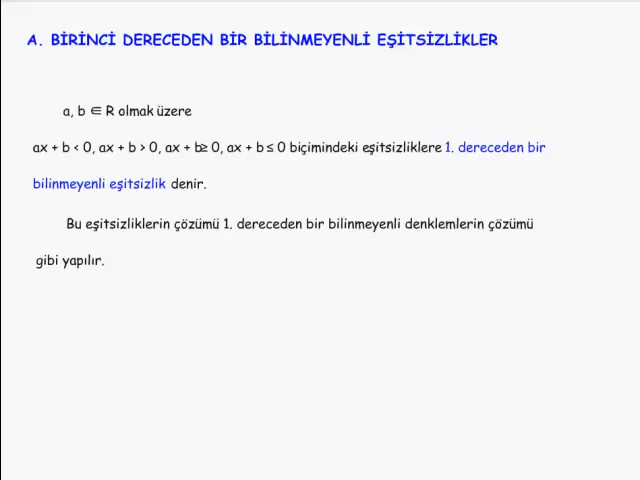 A. BİRİNCİ DERECEDEN BİR BİLİNMEYENLİ EŞİTSİZLİKLER
a, b ∈ R olmak üzere
ax + b < 0, ax + b > 0, ax + b≥ 0, ax + b ≤ 0 biçimindeki eşitsizliklere 1. dereceden bir
bilinmeyenli eşitsizlik denir.
Bu eşitsizliklerin çözümü 1. dereceden bir bilinmeyenli denklemlerin çözümü
gibi yapılır.